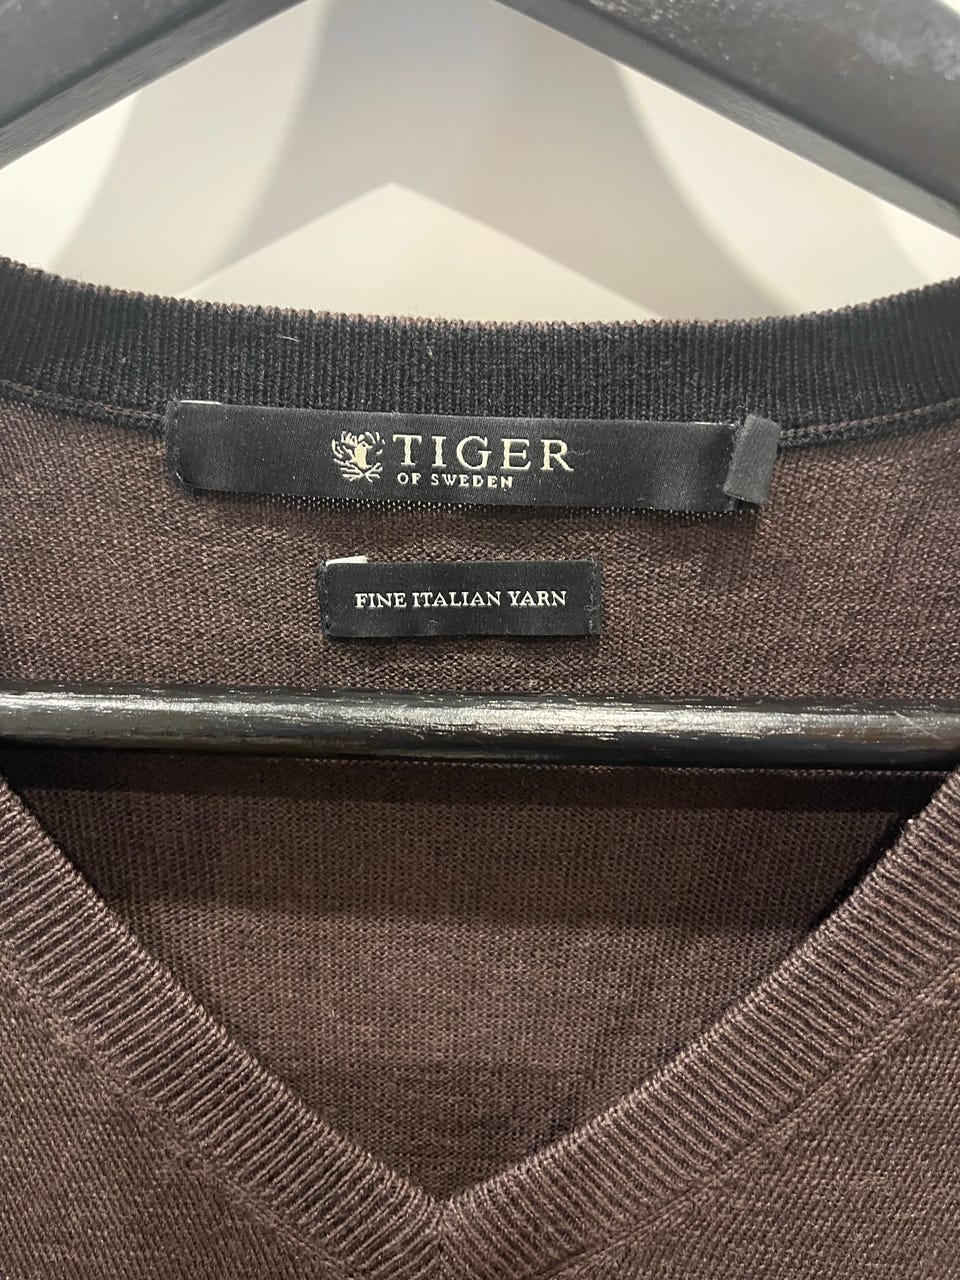 TIGER
OF SWEDEN
FINE ITALIAN YARN